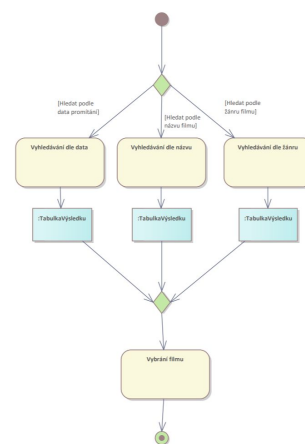 [Hledat podle
data promítání]
[Hledat podle
názvu filmu]
[Hledat podle
žánru filmu]
Vyhledávání dle data
Vyhledávání dle názvu
Vyhledávání dle žánru
:TabulkaVýsledku
:TabulkaVýsledku
:TabulkaVýsledku
Vybrání filmu